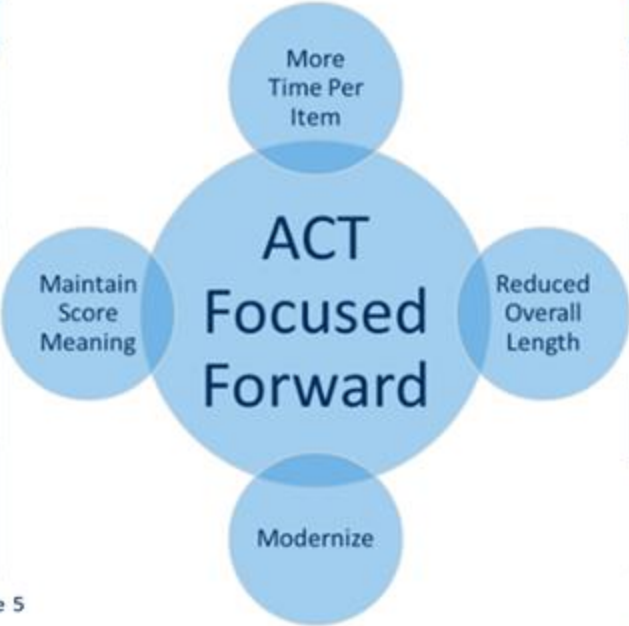 More
Time Per
Item
ACT
Focused
Forward
Maintain
Score
Meaning
Reduced
Overall
Length
Modernize
e 5